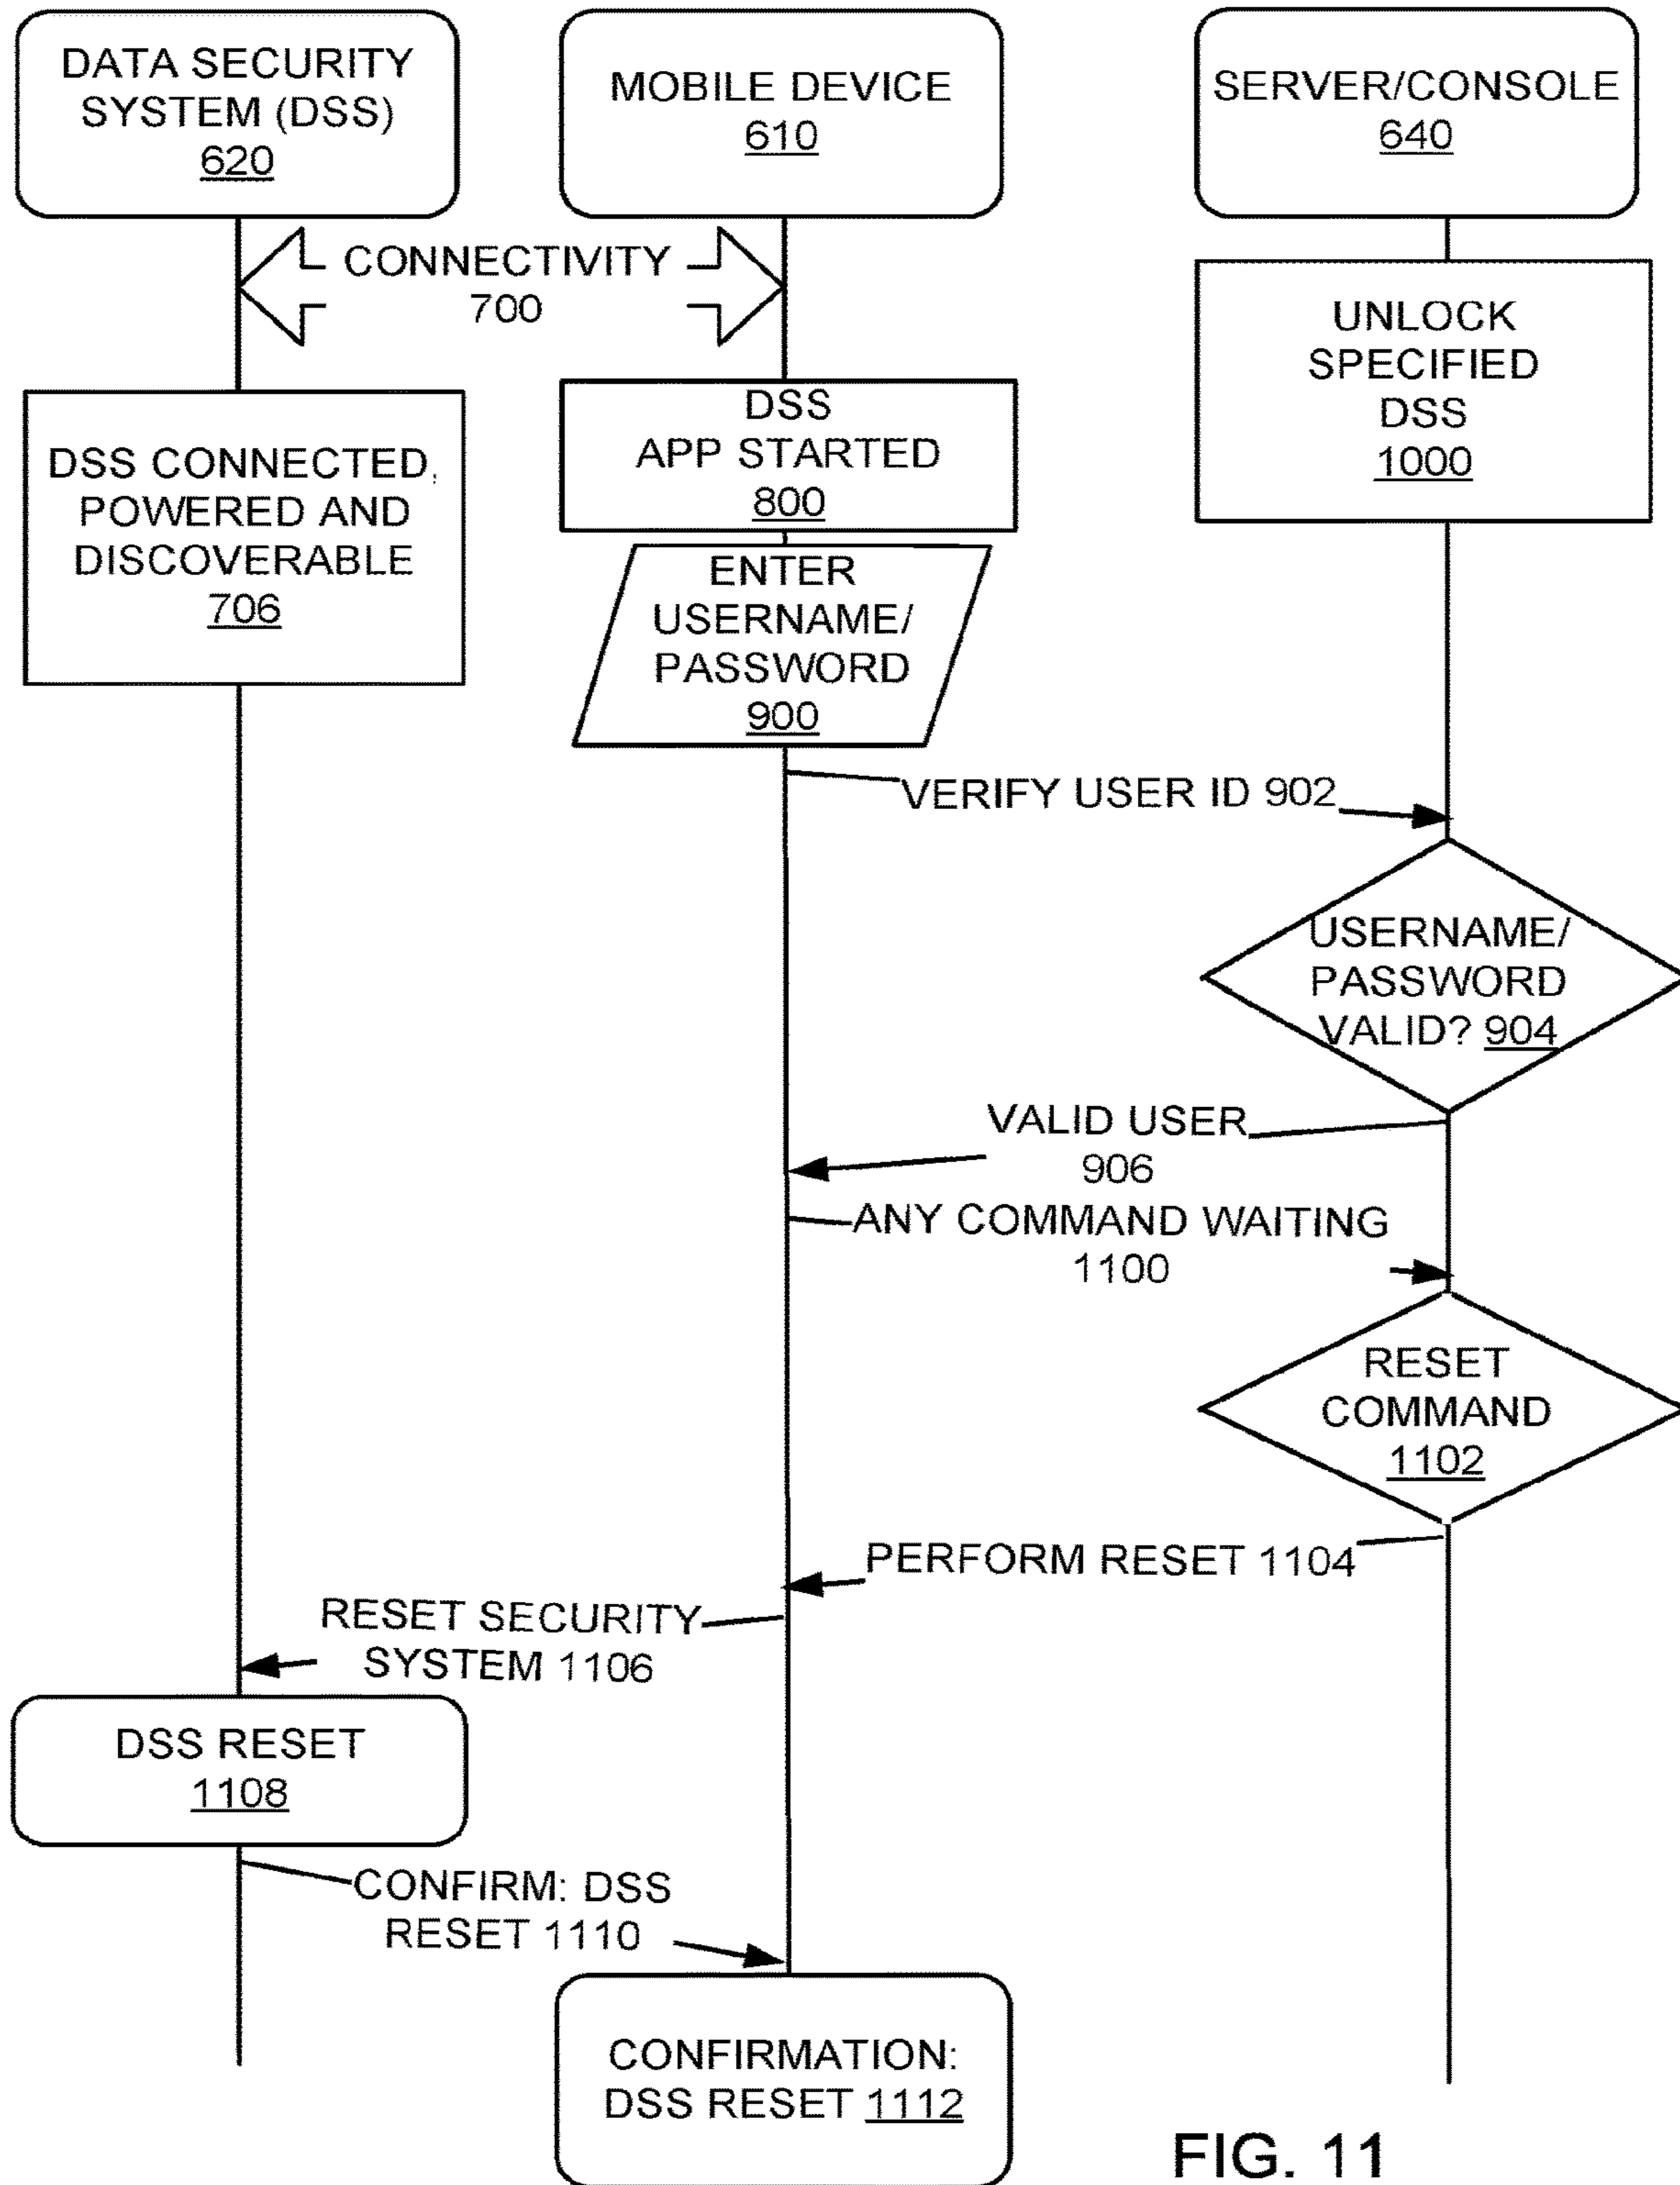 DATA SECURITY
SYSTEM (DSS)
620
MOBILE DEVICE
610
SERVER/CONSOLE
640
CONNECTIVITY
700
UNLOCK
SPECIFIED
DSS
1000
DSS CONNECTED,
POWERED AND
DISCOVERABLE
706
DSS
APP STARTED
800
ENTER
USERNAME/
PASSWORD
900
VERIFY USER ID 902
USERNAME/
PASSWORD
VALID? 904
VALID USER
906
ANY COMMAND WAITING
1100
RESET
COMMAND
1102
PERFORM RESET 1104
RESET SECURITY
SYSTEM 1106
DSS RESET
1108
CONFIRM: DSS
RESET 1110
CONFIRMATION:
DSS RESET 1112
FIG. 11